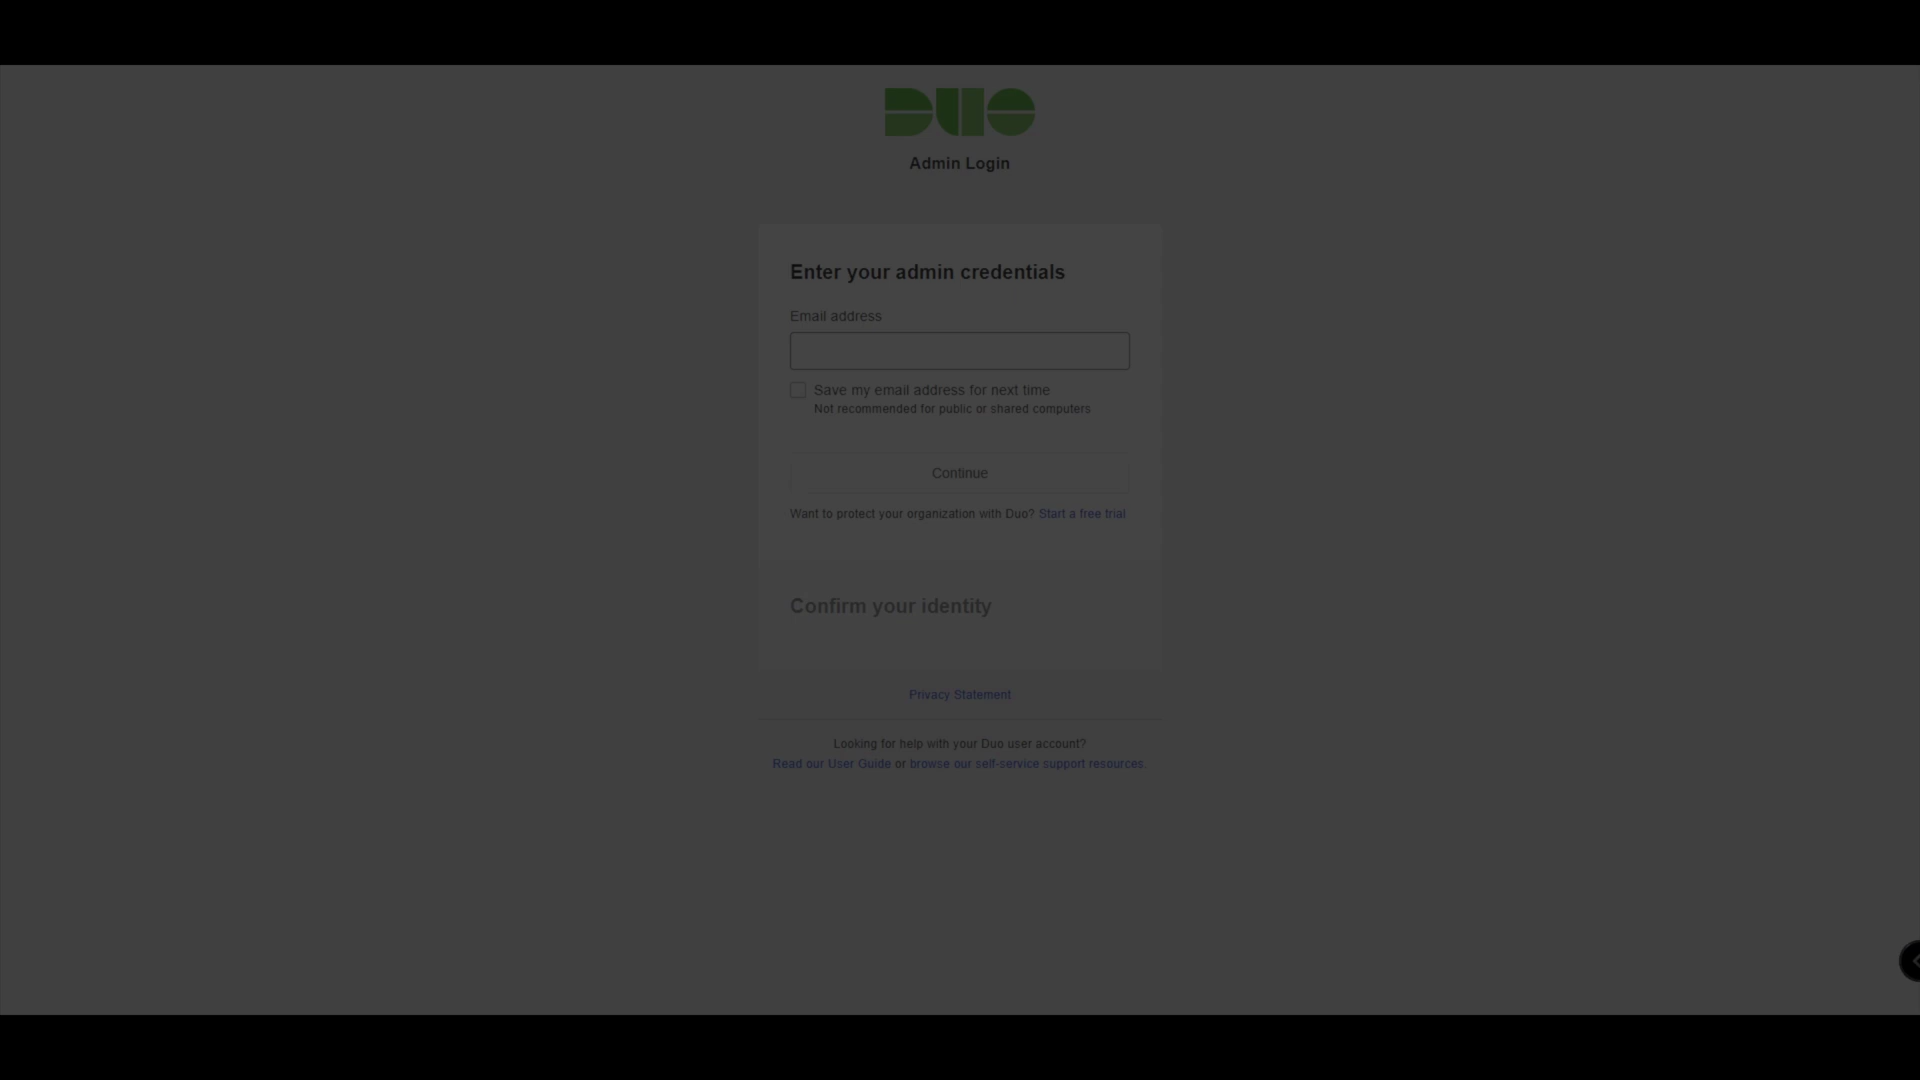 DUO
Admin Login
Enter your admin credentials
Email address
Save my email address for next time
Not recommended for public or shared computers
Continue
Want to protect your organization with Duo? Start a free trial
Confirm your identity
Privacy Statement
Looking for help with your Duo user account?
Read our User Guide or browse our self-service support resources.